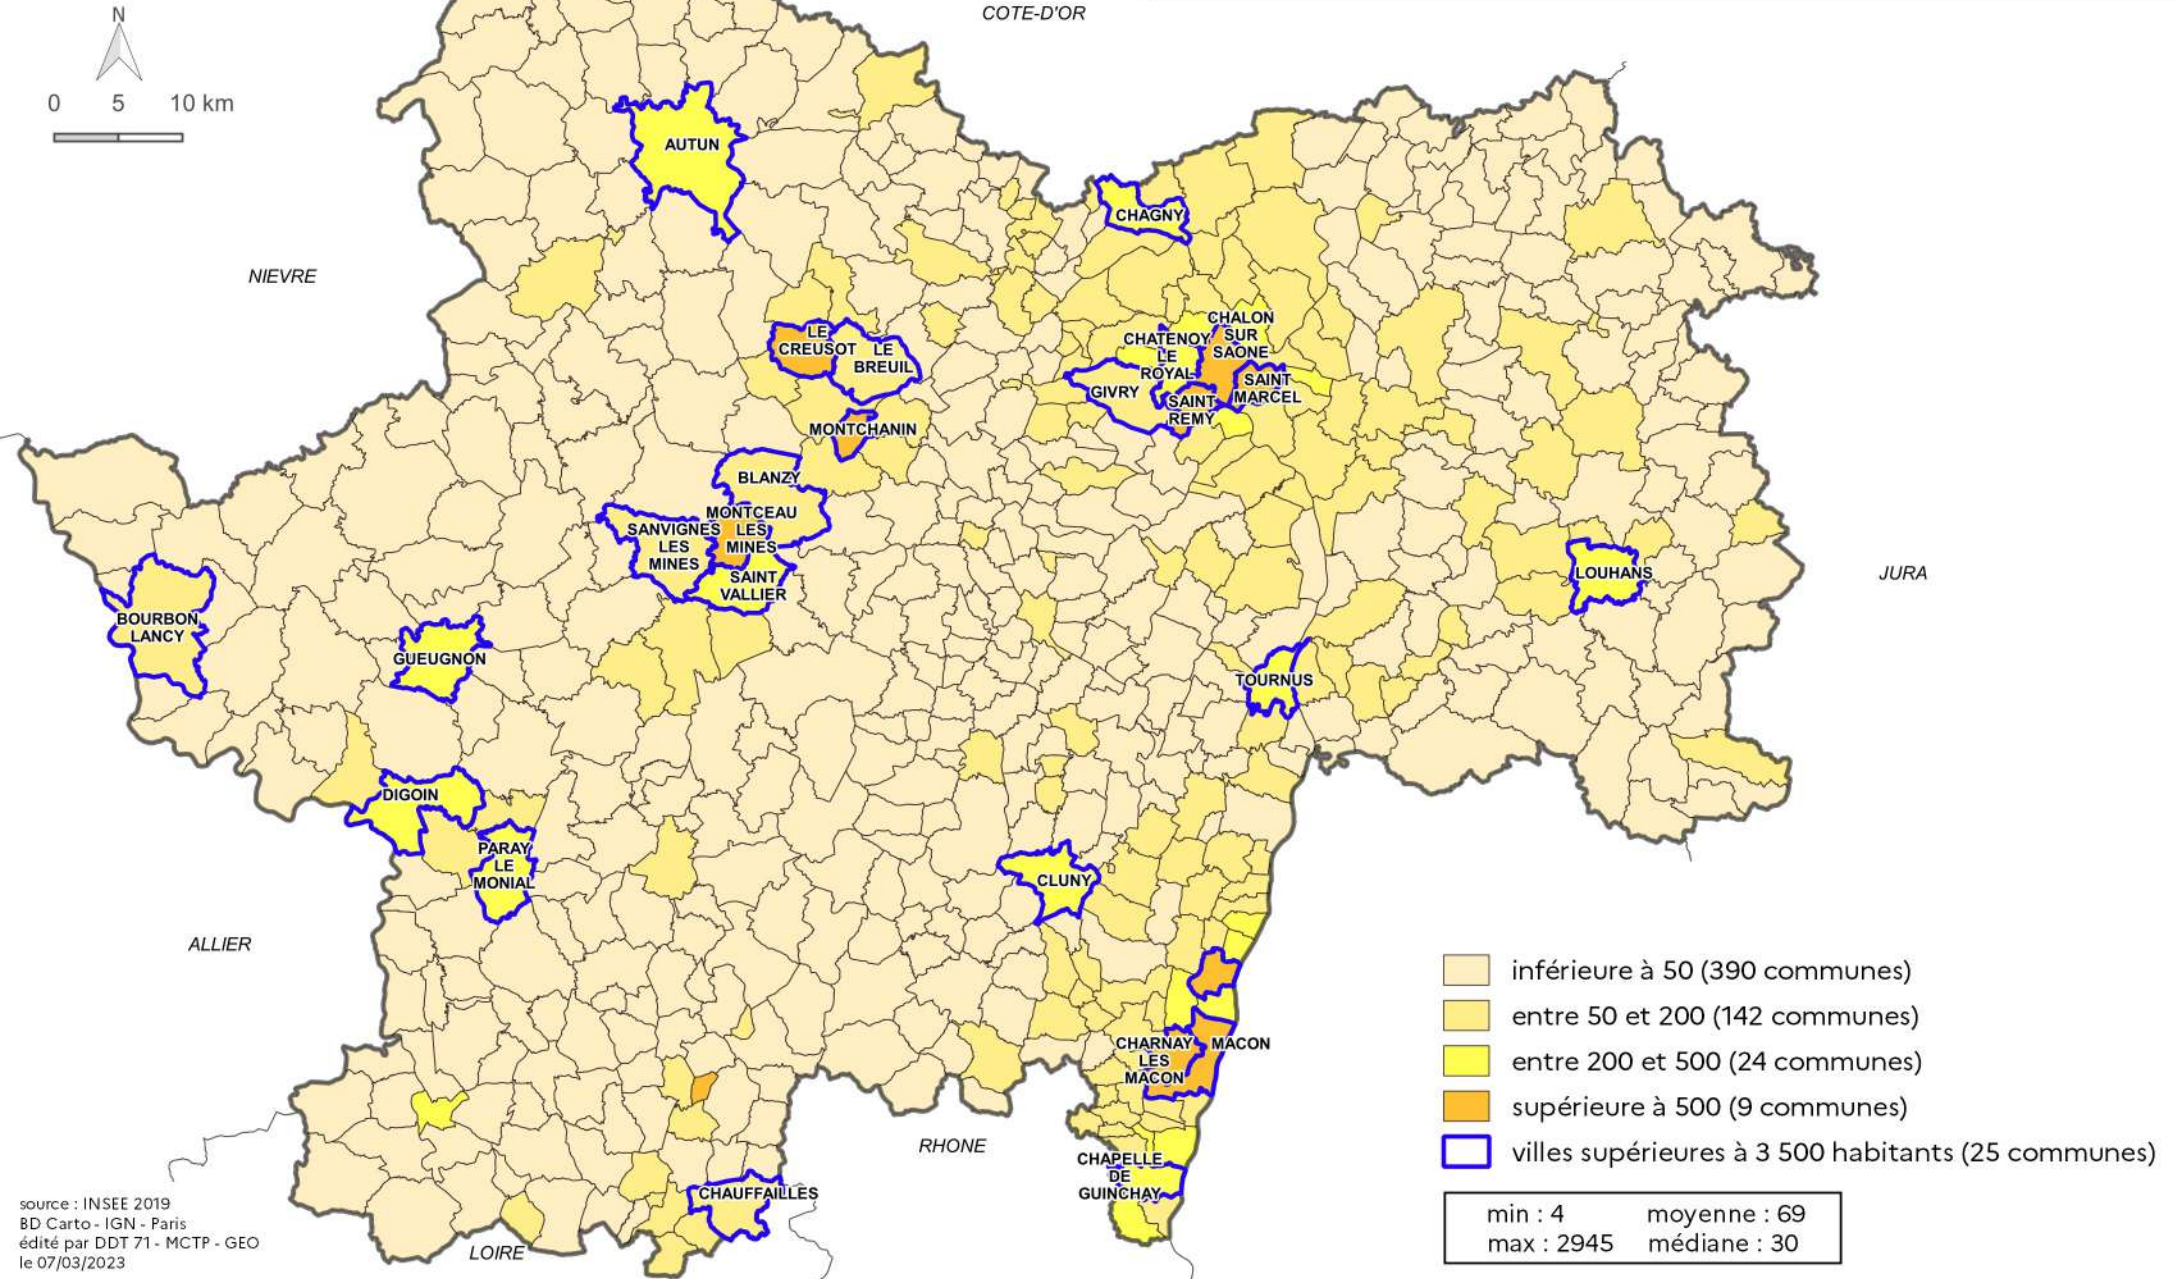 COTE-D'OR
N
0 5 10 km
AUTUN
CHAGNY
NIEVRE
LE
CREUSOT
LE
BREUIL
CHALON
SUR
SAONE
CHATENOY
LE
ROYAL
GIVRY
SAINT
MARCEL
SAINT
REMY
MONTCHANIN
BLANZY
MONTCEAU
LES
MINES
SANVIGNES
LES
MINES
SAINT
VALLIER
LOUHANS
JURA
BOURBON
LANCY
GUEUGNON
TOURNUS
DIGOIN
PARAY
LE
MONIAL
CLUNY
ALLIER
CHARNAY
LES
MACON
MACON
RHONE
CHAPELLE
DE
GUINCHAY
CHAUFFAILLES
LOIRE
inférieure à 50 (390 communes)
entre 50 et 200 (142 communes)
entre 200 et 500 (24 communes)
supérieure à 500 (9 communes)
villes supérieures à 3 500 habitants (25 communes)
min : 4 moyenne : 69
max : 2945 médiane : 30
source : INSEE 2019
BD Carto - IGN - Paris
édité par DDT 71 - MCTP - GEO
le 07/03/2023